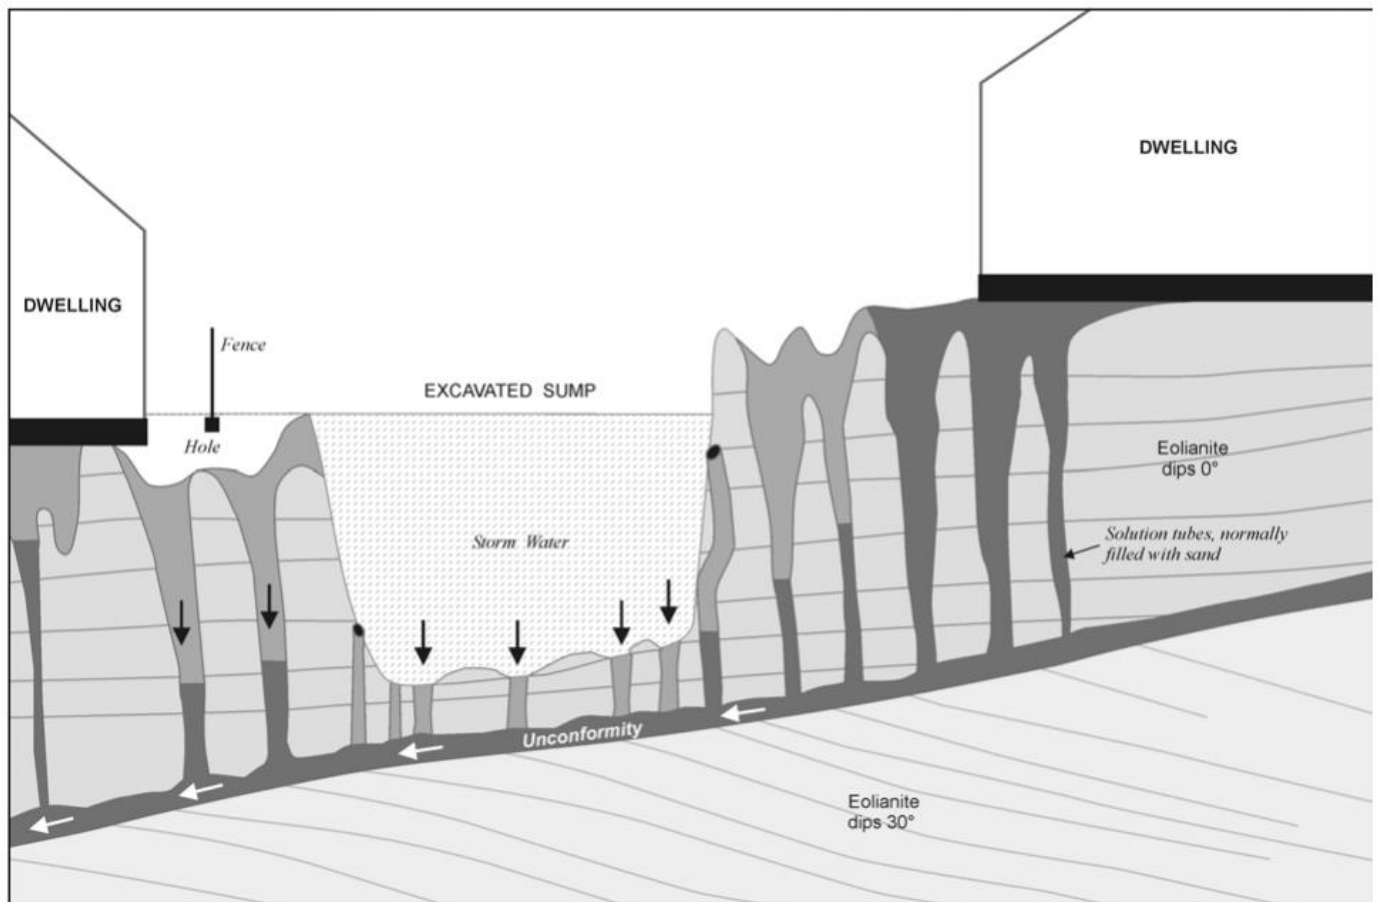 DWELLING
DWELLING
Fence
EXCAVATED SUMP
Hole
Eolianite
dips 0°
Storm Water
Solution tubes, normally
filled with sand
Unconformity
Eolianite
dips 30°